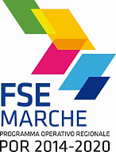 FSE
MARCHE
PROGRAMMA OPERATIVO REGIONALE
POR 2014-2020